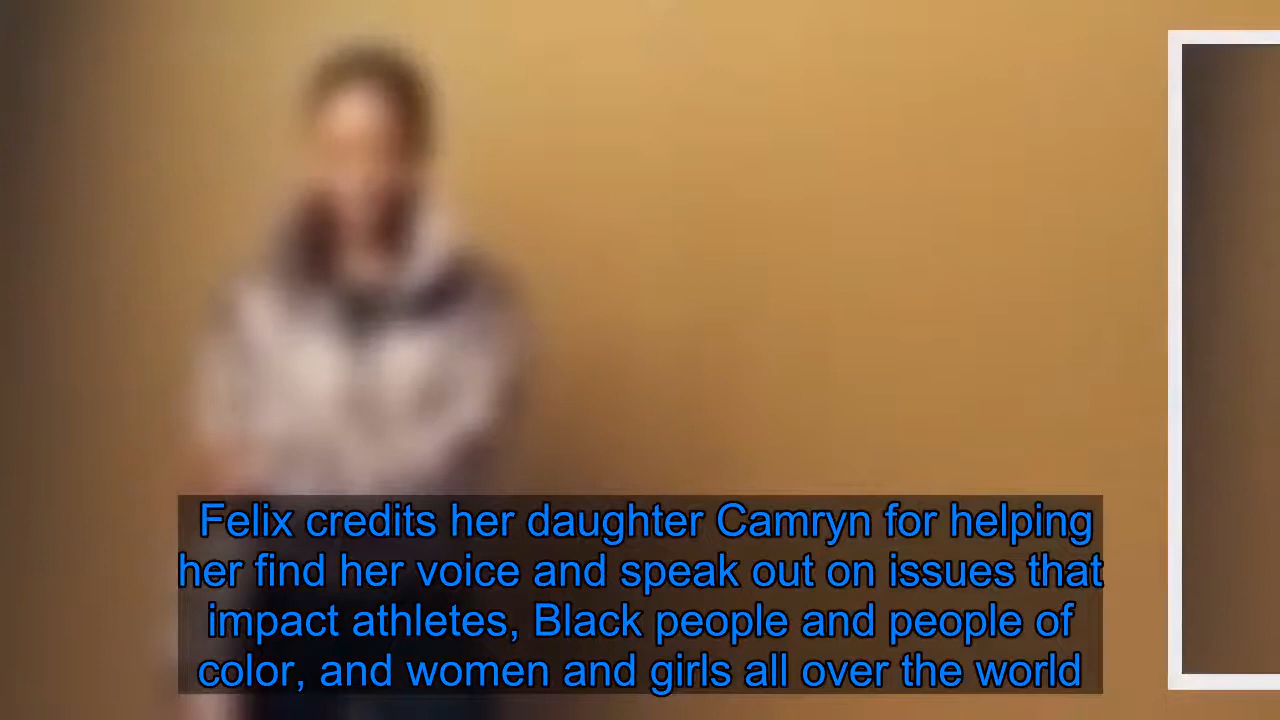 Felix credits her daughter Camryn for helping
her find her voice and speak out on issues that
impact athletes, Black people and people of
color, and women and girls all over the world